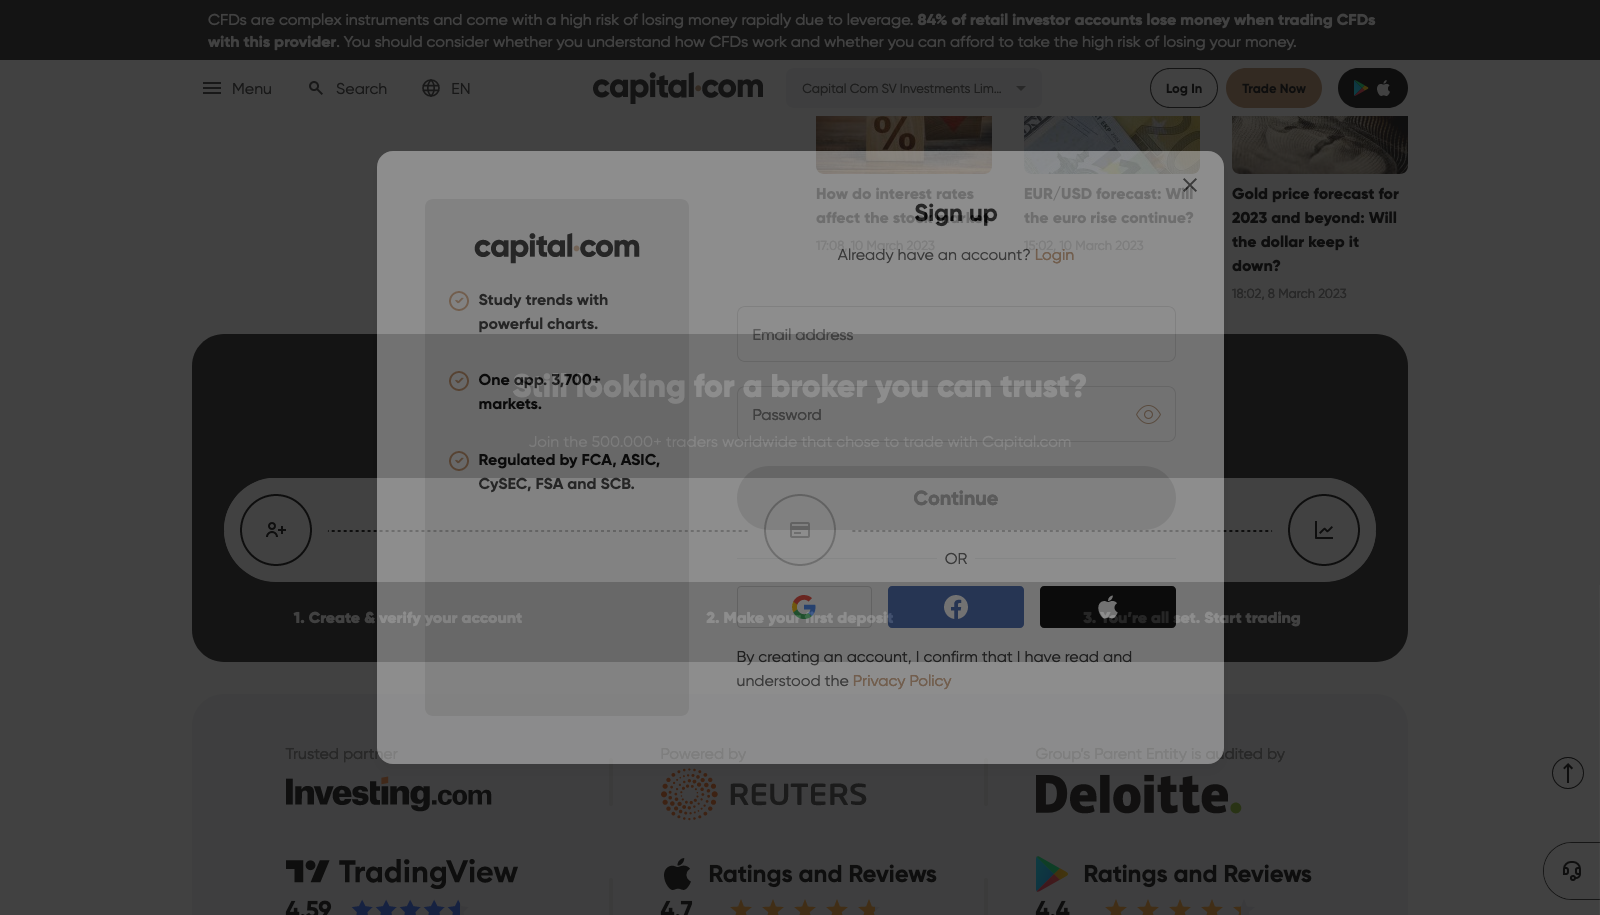 CFDs are complex instruments and come with a high risk of losing money rapidly due to leverage. 84% of retail investor accounts lose money when trading CFDs
with this provider. You should consider whether you understand how CFDs work and whether you can afford to take the high risk of losing your money.
Menu
Search
EN
capital.com
Capital Com SV Investments Lim...
Log In
Trade Now
%
How do interest rates
affect the stock
17:08, 10 March 2023
EUR/USD forecast: Will
the euro rise continue?
15:02, 10 March 2023
Gold price forecast for
2023 and beyond: Will
the dollar keep it
down?
18:02, 8 March 2023
capital.com
Study trends with
powerful charts.
One app. 3,700+
markets.
Regulated by FCA, ASIC,
CySEC, FSA and SCB.
Sign up
Already have an account? Login
Email address
Password
Continue
OR
By creating an account, I confirm that I have read and
understood the Privacy Policy
Still looking for a broker you can trust?
Join the 500.000+ traders worldwide that chose to trade with Capital.com
1. Create & verify your account
2. Make your first deposit
3. You're all set. Start trading
Trusted partner
Investing.com
Powered by
REUTERS
Group's Parent Entity is audited by
Deloitte.
TradingView
4.59
Ratings and Reviews
4.7
Ratings and Reviews
4.4